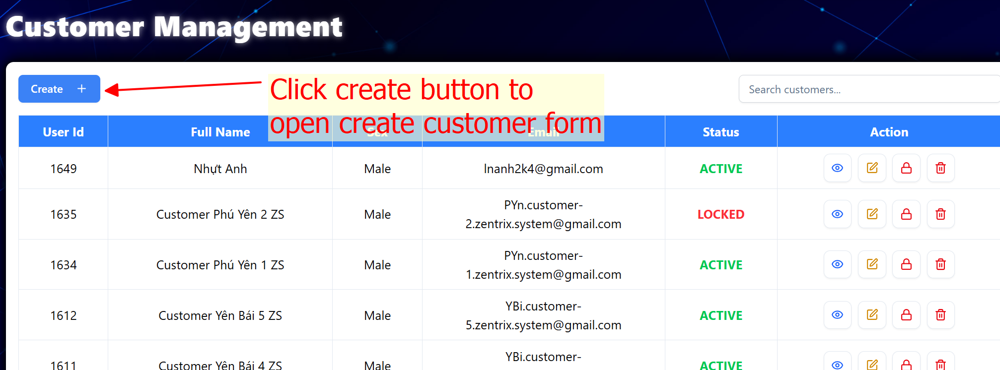 Customer Management
Create +
Click create button to
open create customer form
Search customers...
User Id Full Name Sex Email Status Action
1649 Nhựt Anh Male lnanh2k4@gmail.com ACTIVE
1635 Customer Phú Yên 2 ZS Male PYn.customer-
2.zentrix.system@gmail.com LOCKED
1634 Customer Phú Yên 1 ZS Male PYn.customer-
1.zentrix.system@gmail.com ACTIVE
1612 Customer Yên Bái 5 ZS Male YBi.customer-
5.zentrix.system@gmail.com ACTIVE
1611 Customer Yên Bái 4 ZS Male YBi.customer-
ACTIVE